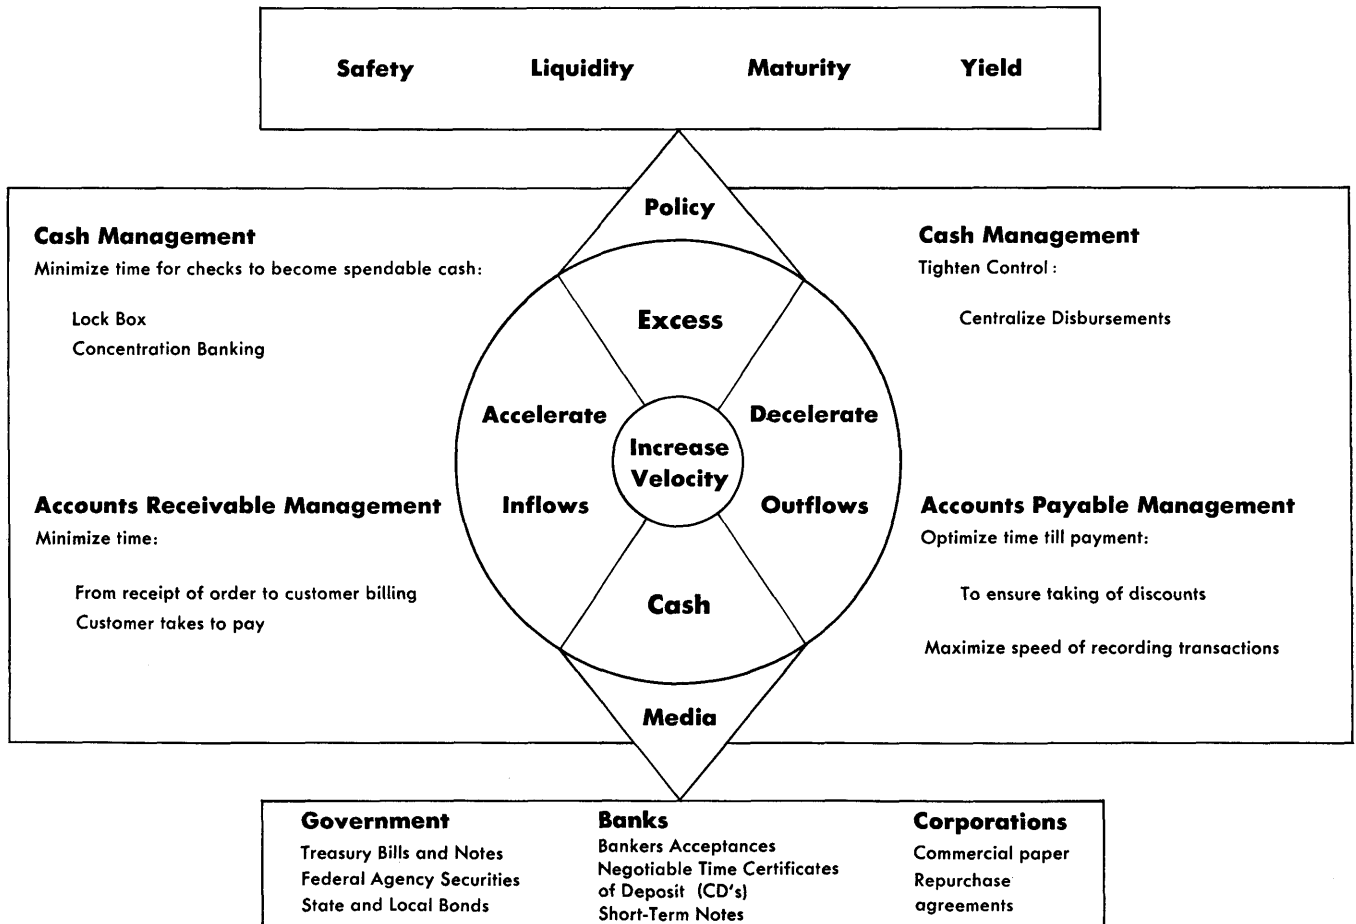 Safety Liquidity Maturity Yield
Policy
Cash Management
Minimize time for checks to become spendable cash:
Lock Box
Concentration Banking
Cash Management
Tighten Control :
Centralize Disbursements
Excess
Accelerate
Inflows
Increase
Velocity
Decelerate
Outflows
Cash
Accounts Receivable Management
Minimize time:
From receipt of order to customer billing
Customer takes to pay
Accounts Payable Management
Optimize time till payment:
To ensure taking of discounts
Maximize speed of recording transactions
Media
Government
Treasury Bills and Notes
Federal Agency Securities
State and Local Bonds
Banks
Bankers Acceptances
Negotiable Time Certificates
of Deposit (CD's)
Short-Term Notes
Corporations
Commercial paper
Repurchase
agreements